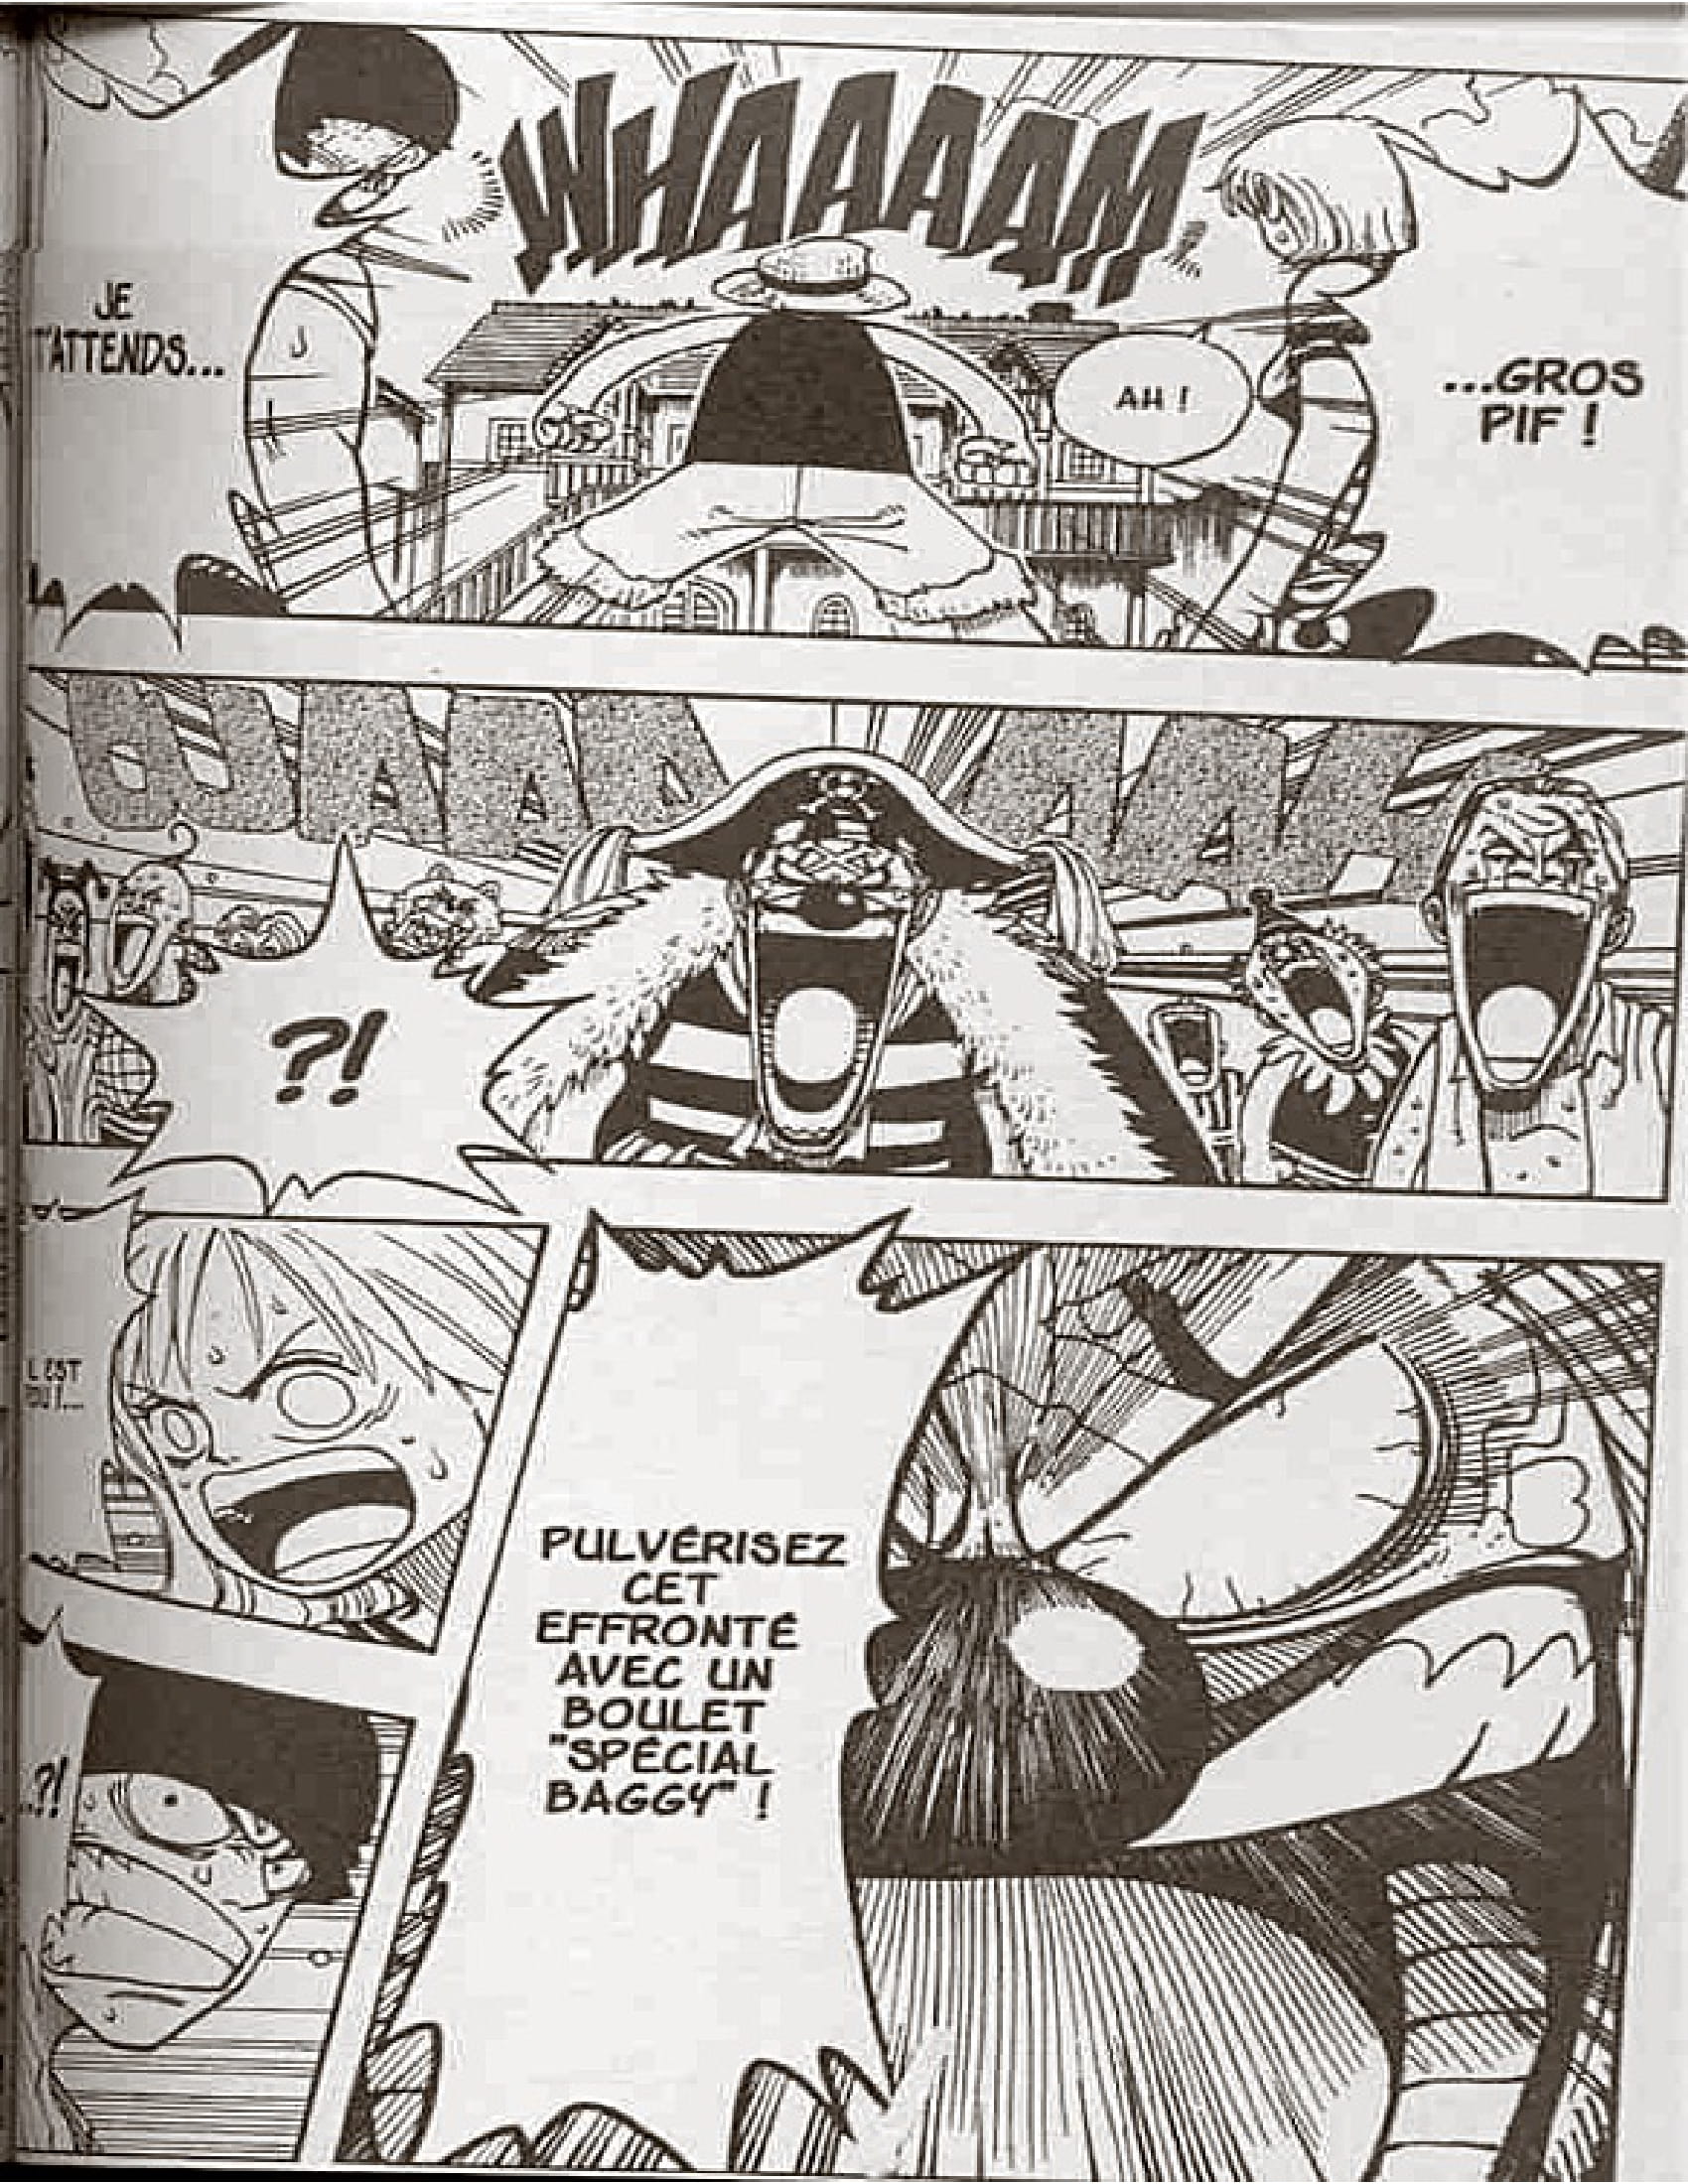 WHAAAAM
JE
T'ATTENDS...
AH !
...GROS
PIF !
?!
PULVÉRISEZ
CET
EFFRONTÉ
AVEC UN
BOULET
"SPÉCIAL
BAGGY" !
...?!